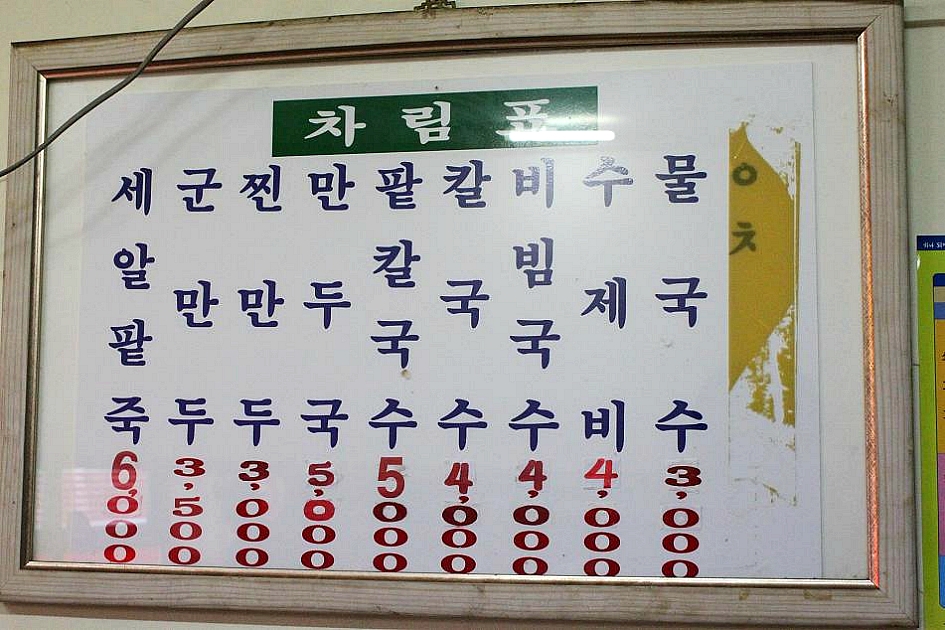 차림표
물국수 3,000
수제비 4,000
비빔국수 4,000
칼국수 4,000
팥칼국수 5000
만두국 5,000
찐만두 3,000
군만두 3,500
세알팥죽 6,000